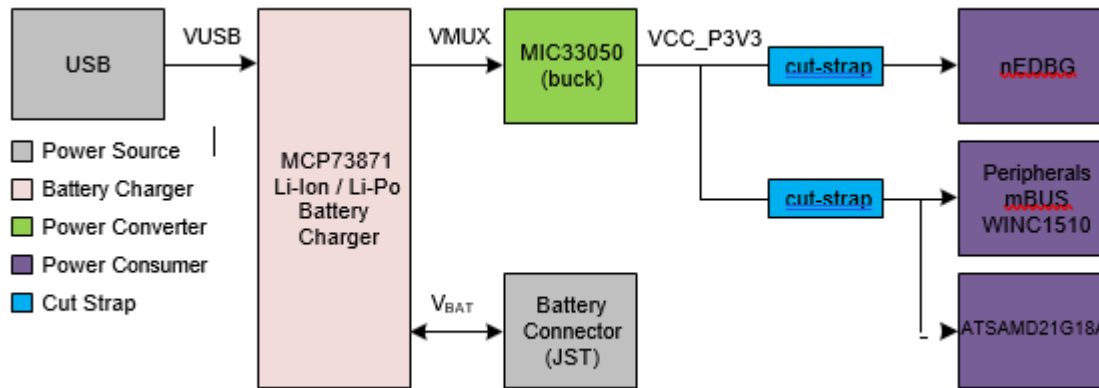 USB
VUSB
MCP73871
Li-Ion / Li-Po
Battery
Charger
VMUX
MIC33050
(buck)
VCC_P3V3
cut-strap
nEDBG
cut-strap
Peripherals
mBUS
WINC1510
ATSAMD21G18A
VBAT
Battery
Connector
(JST)
Power Source
Battery Charger
Power Converter
Power Consumer
Cut Strap